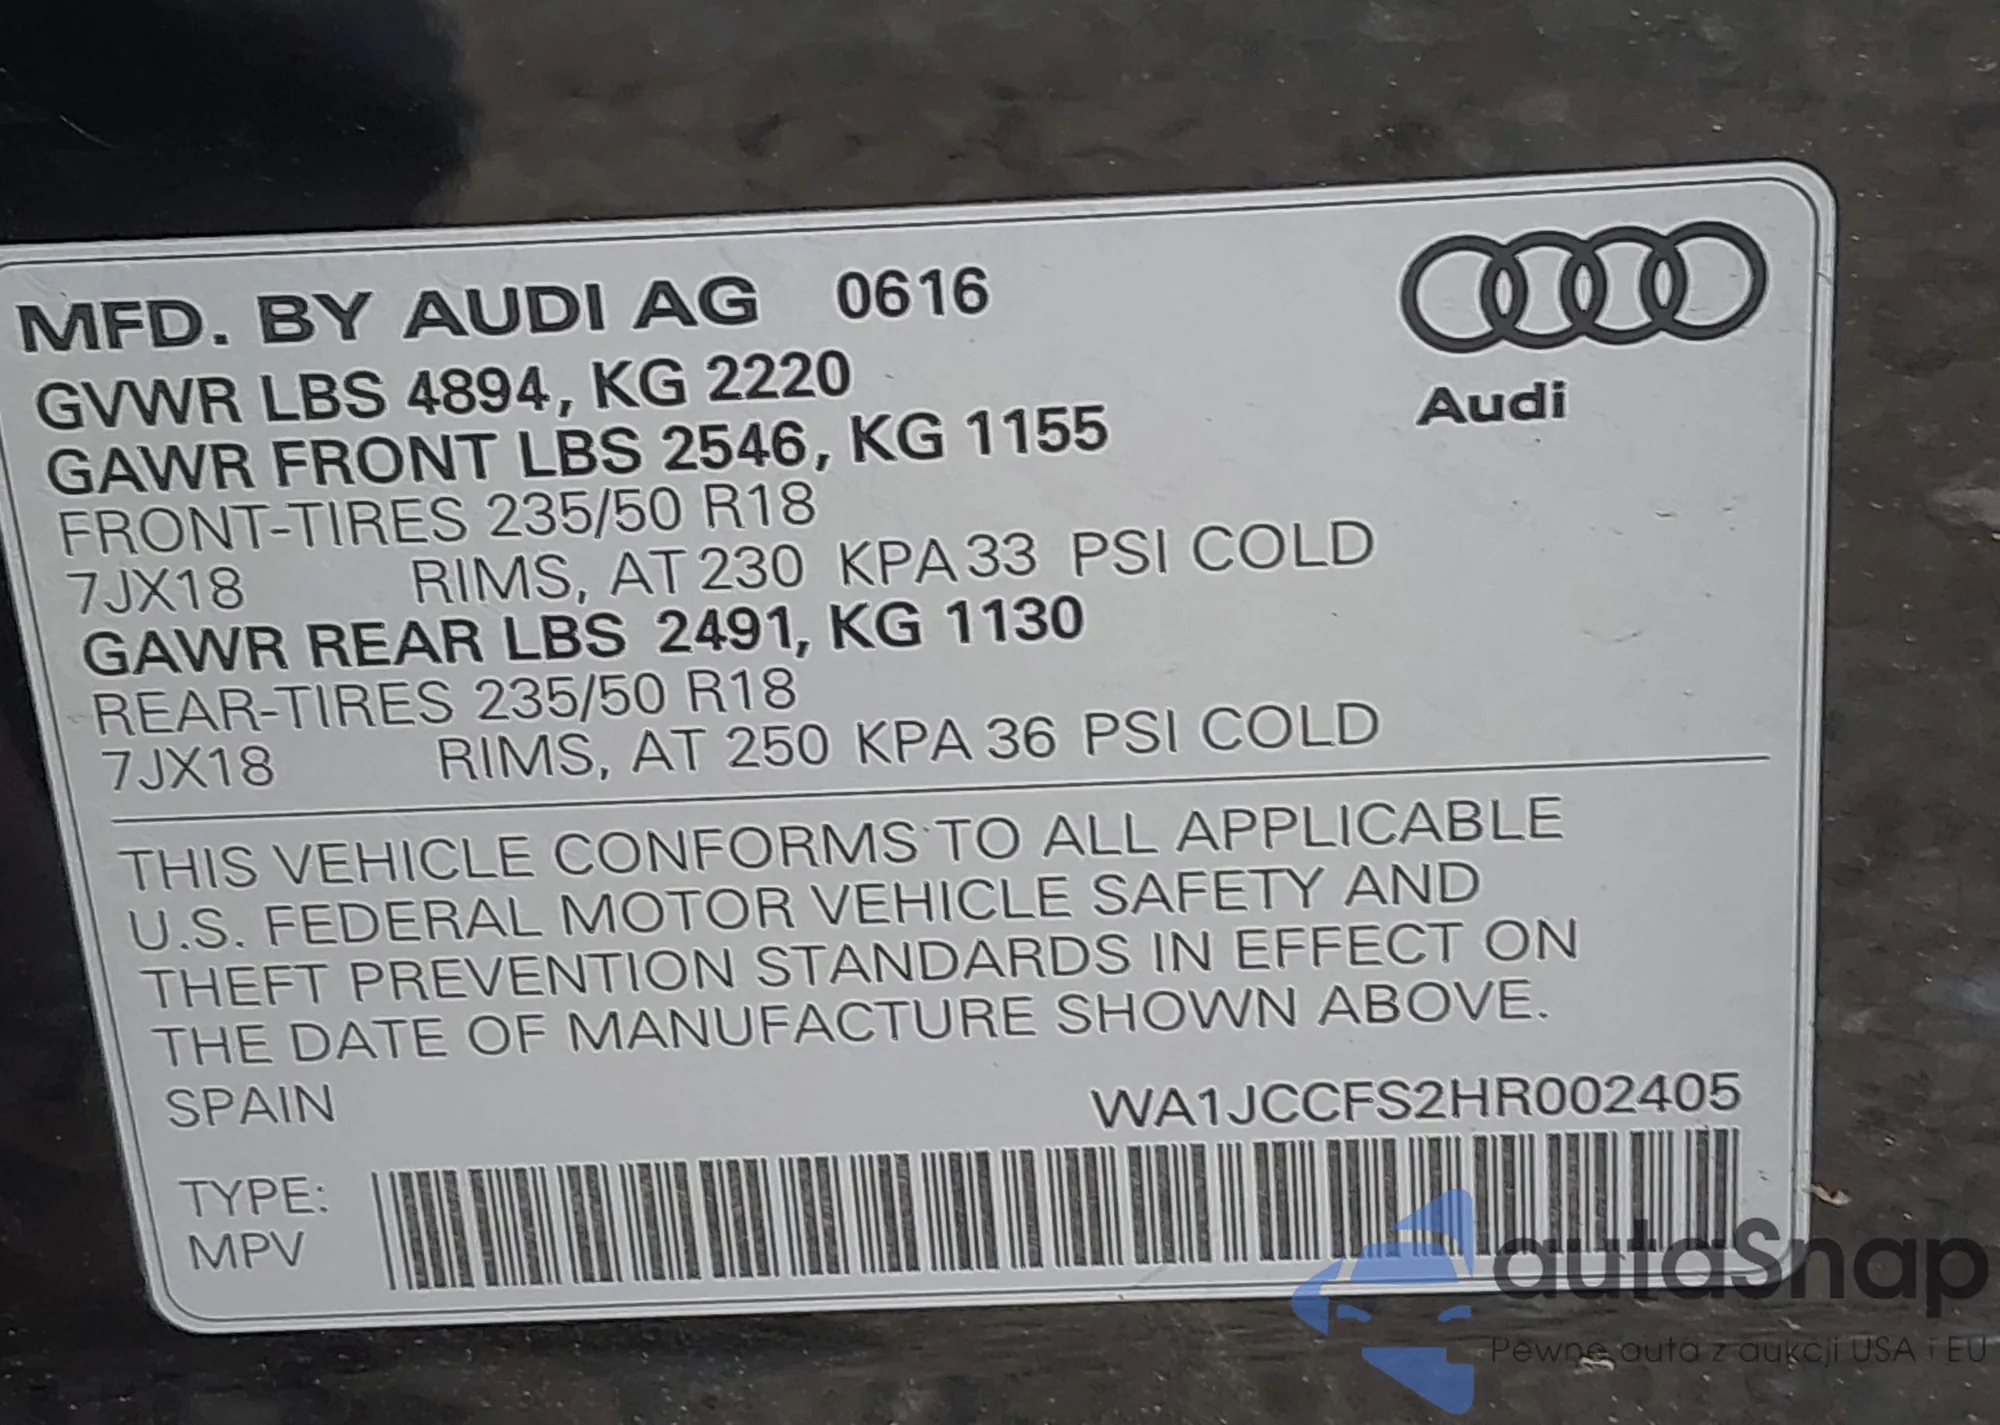 MFD. BY AUDI AG 0616
GVWR LBS 4894, KG 2220
GAWR FRONT LBS 2546, KG 1155
FRONT-TIRES 235/50 R18
7JX18 RIMS, AT 230 KPA 33 PSI COLD
GAWR REAR LBS 2491, KG 1130
REAR-TIRES 235/50 R18
7JX18 RIMS, AT 250 KPA 36 PSI COLD
Audi
THIS VEHICLE CONFORMS TO ALL APPLICABLE
U.S. FEDERAL MOTOR VEHICLE SAFETY AND
THEFT PREVENTION STANDARDS IN EFFECT ON
THE DATE OF MANUFACTURE SHOWN ABOVE.
SPAIN WA1JCCFS2HR002405
TYPE:
MPV
autaSnap
Pewne auta z aukcji USA i EU